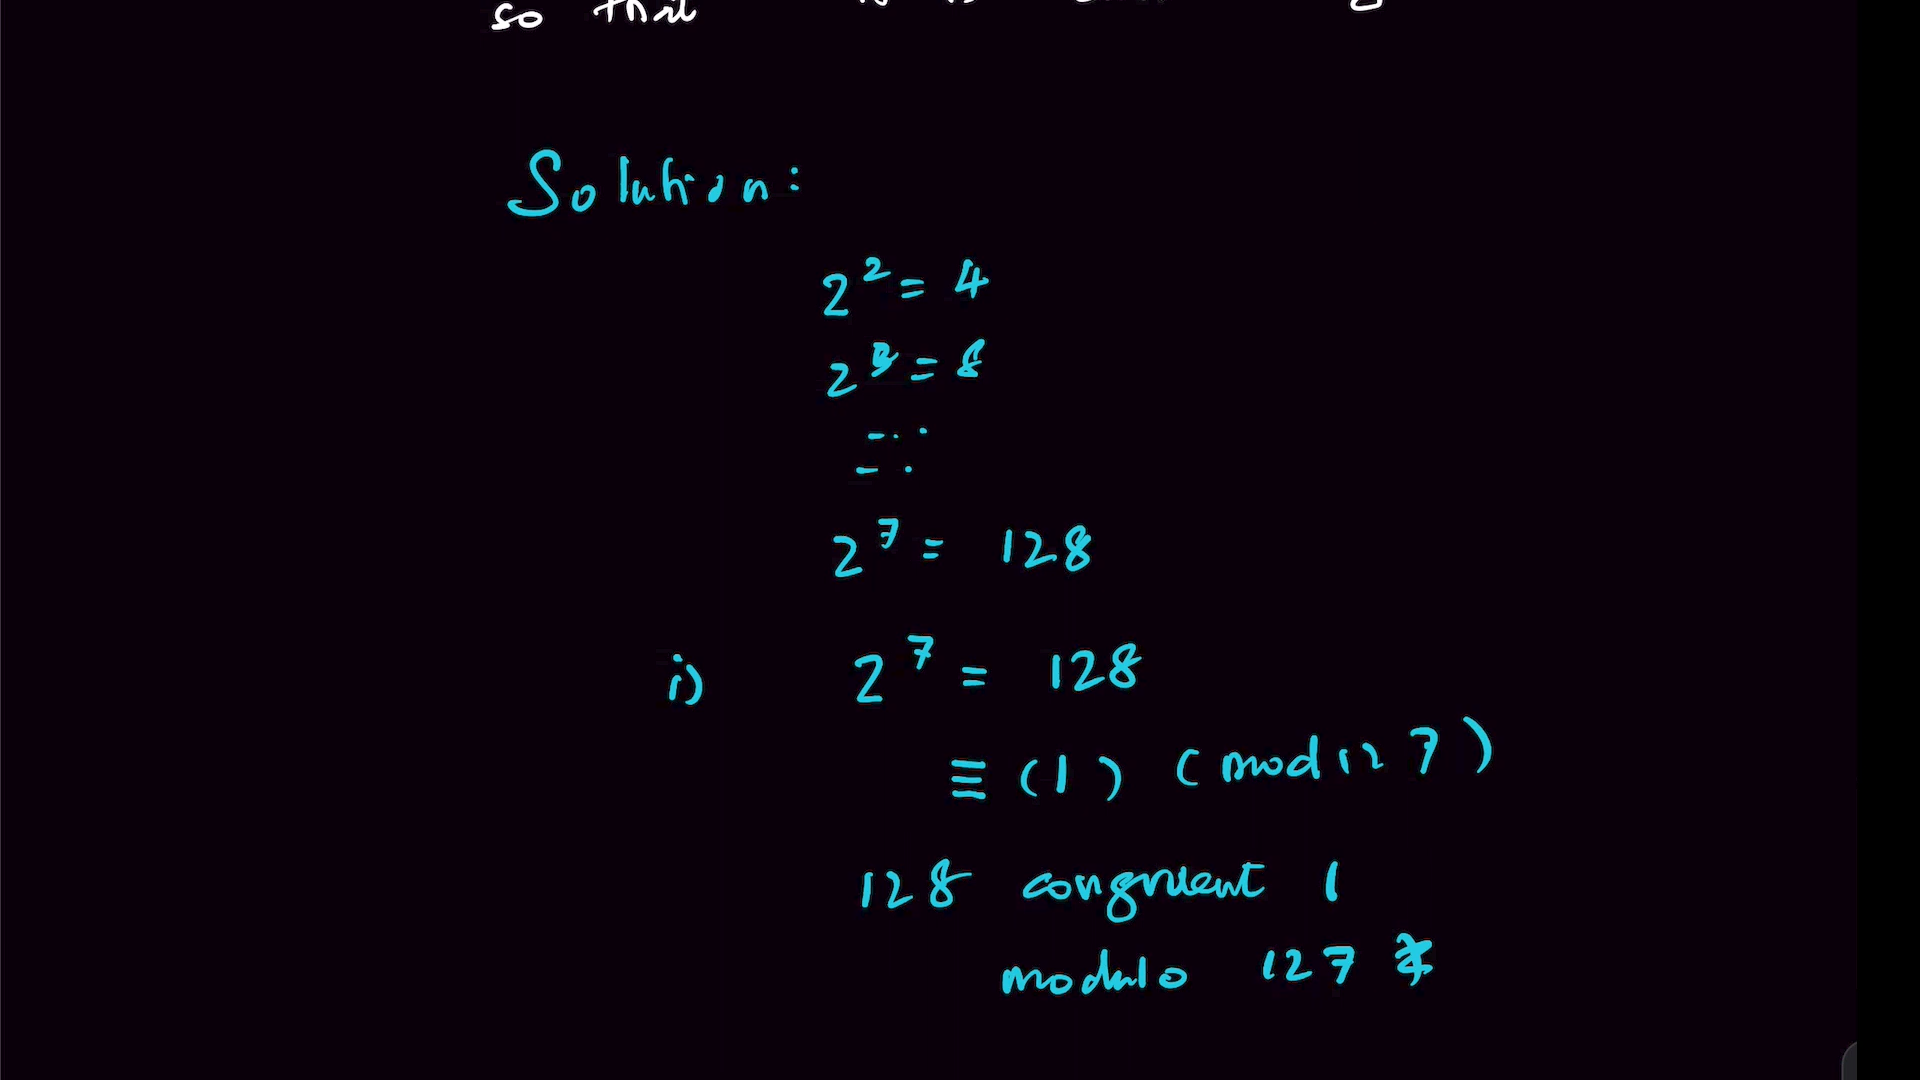 so that
Solution:
2² = 4
2³ = 8
2⁷ = 128
i) 2⁷ = 128
≡ (1) (mod 127)
128 congruent 1
modulo 127